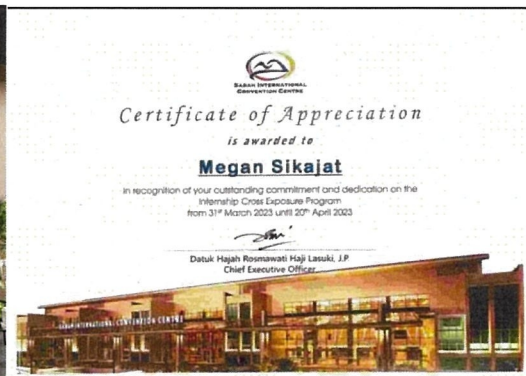 SABAH INTERNATIONAL
CONVENTION CENTRE
Certificate of Appreciation
is awarded to
Megan Sikajat
In recognition of your outstanding commitment and dedication on the
Internship Cross Exposure Program
from 31st March 2023 until 20th April 2023
Datuk Hajah Rosmawati Haji Lasuki, J.P
Chief Executive Officer
SABAH INTERNATIONAL CONVENTION CENTRE